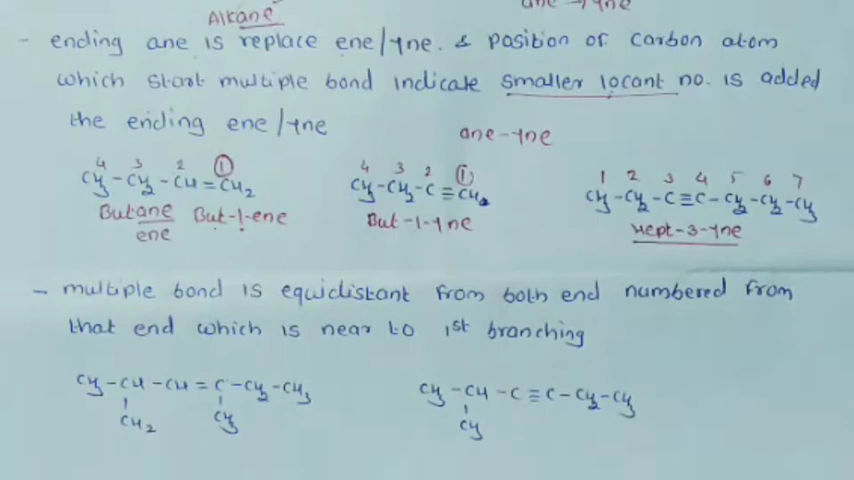 Alkane
ane → yne
- ending ane is replace ene/yne. & position of carbon atom
which start multiple bond indicate smaller locant no. is added
the ending ene/yne
ane-yne
4 3 2 1
CH3-CH2-CH=CH2
Butane But-1-ene
ene
4 3 2 1
CH3-CH2-C≡CH2
But-1-yne
1 2 3 4 5 6 7
CH3-CH2-C≡C-CH2-CH2-CH3
Hept-3-yne
- multiple bond is equidistant from both end numbered from
that end which is near to 1st branching
CH3-CH-CH=C-CH2-CH3
CH2 CH3
CH3-CH-C≡C-CH2-CH3
CH3